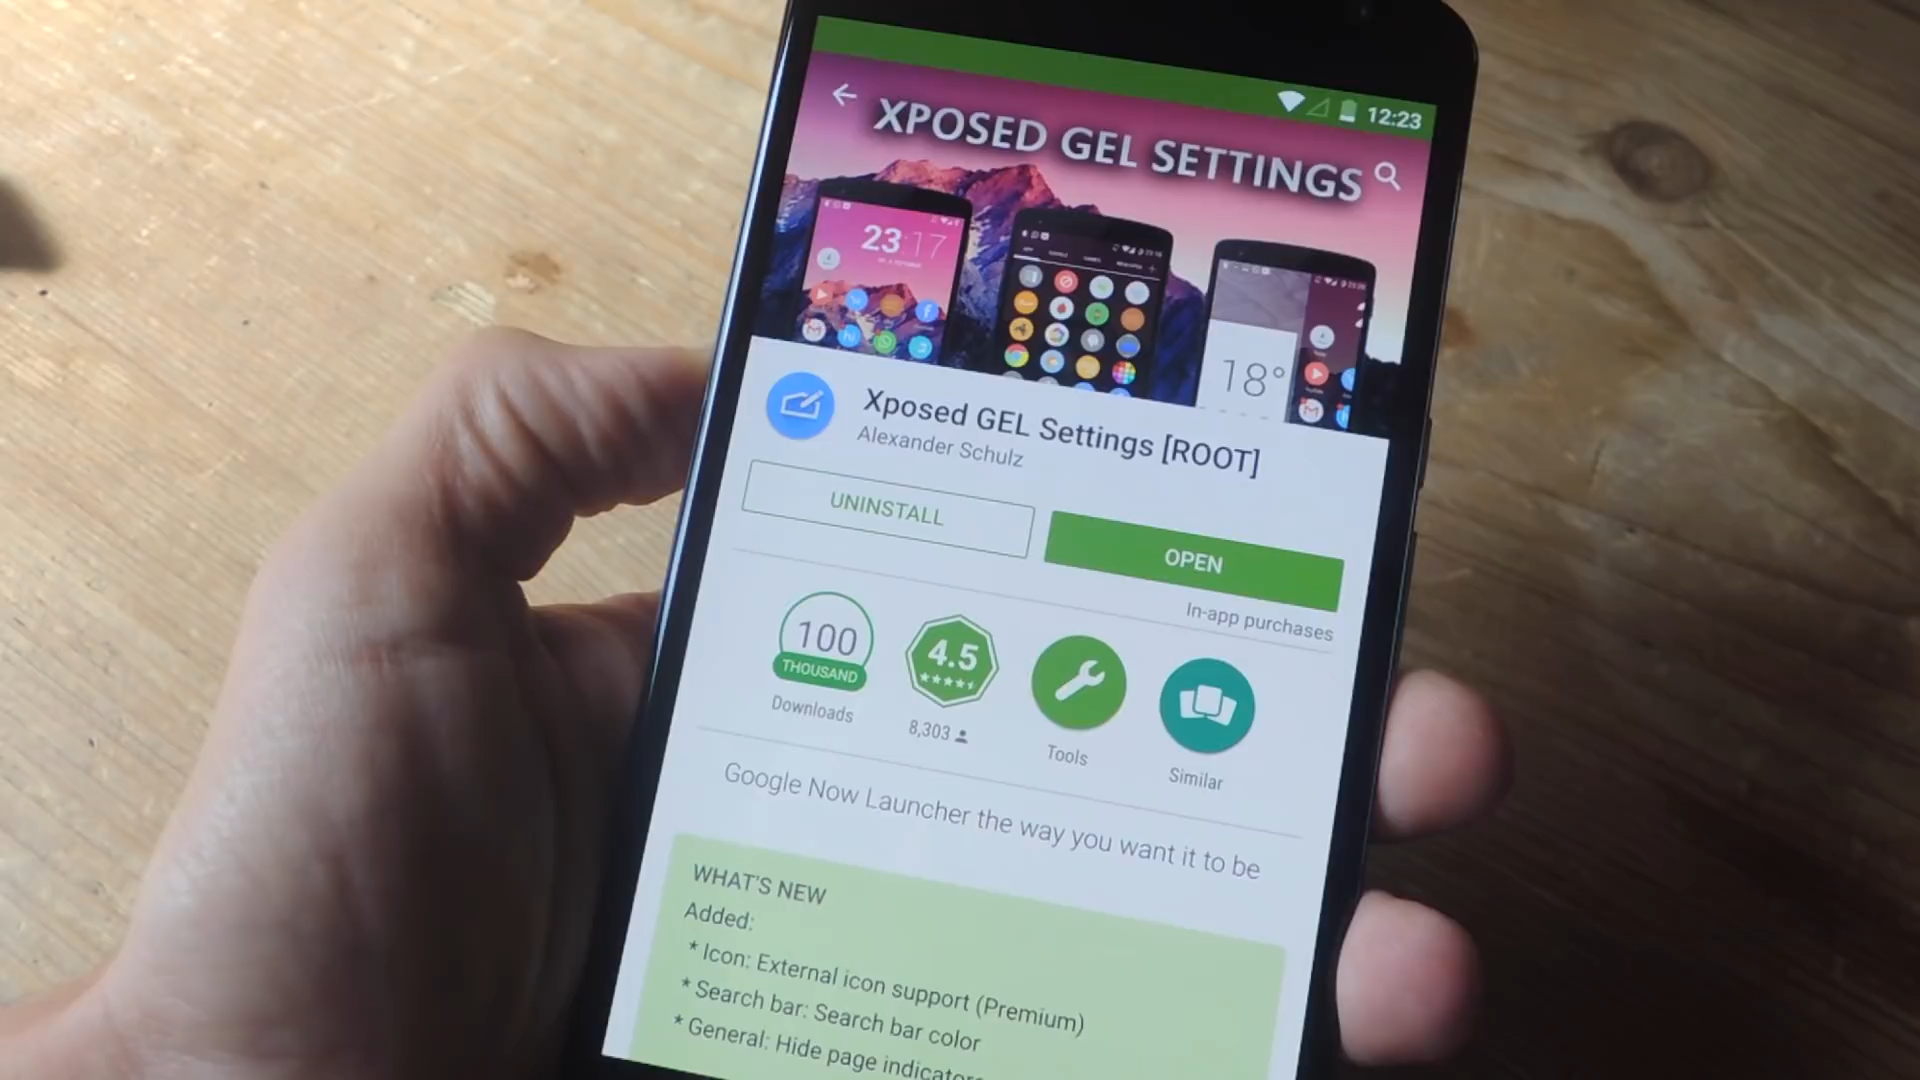 12:23
XPOSED GEL SETTINGS
23:17
18°
Xposed GEL Settings [ROOT]
Alexander Schulz
UNINSTALL
OPEN
In-app purchases
100
THOUSAND
Downloads
4.5
8,303
Tools
Similar
Google Now Launcher the way you want it to be
WHAT'S NEW
Added:
* Icon: External icon support (Premium)
* Search bar: Search bar color
* General: Hide page indicator